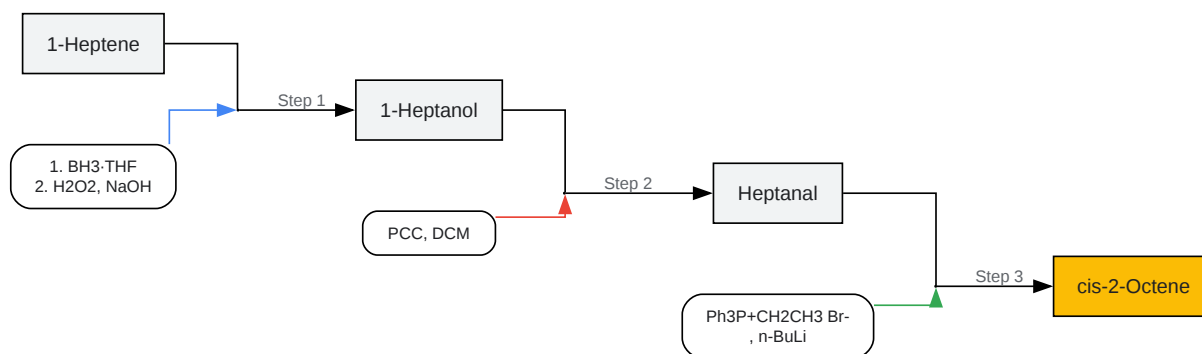 1-Heptene
Step 1
1-Heptanol
1. BH3·THF
2. H2O2, NaOH
Step 2
Heptanal
PCC, DCM
Step 3
cis-2-Octene
Ph3P+CH2CH3 Br-
, n-BuLi